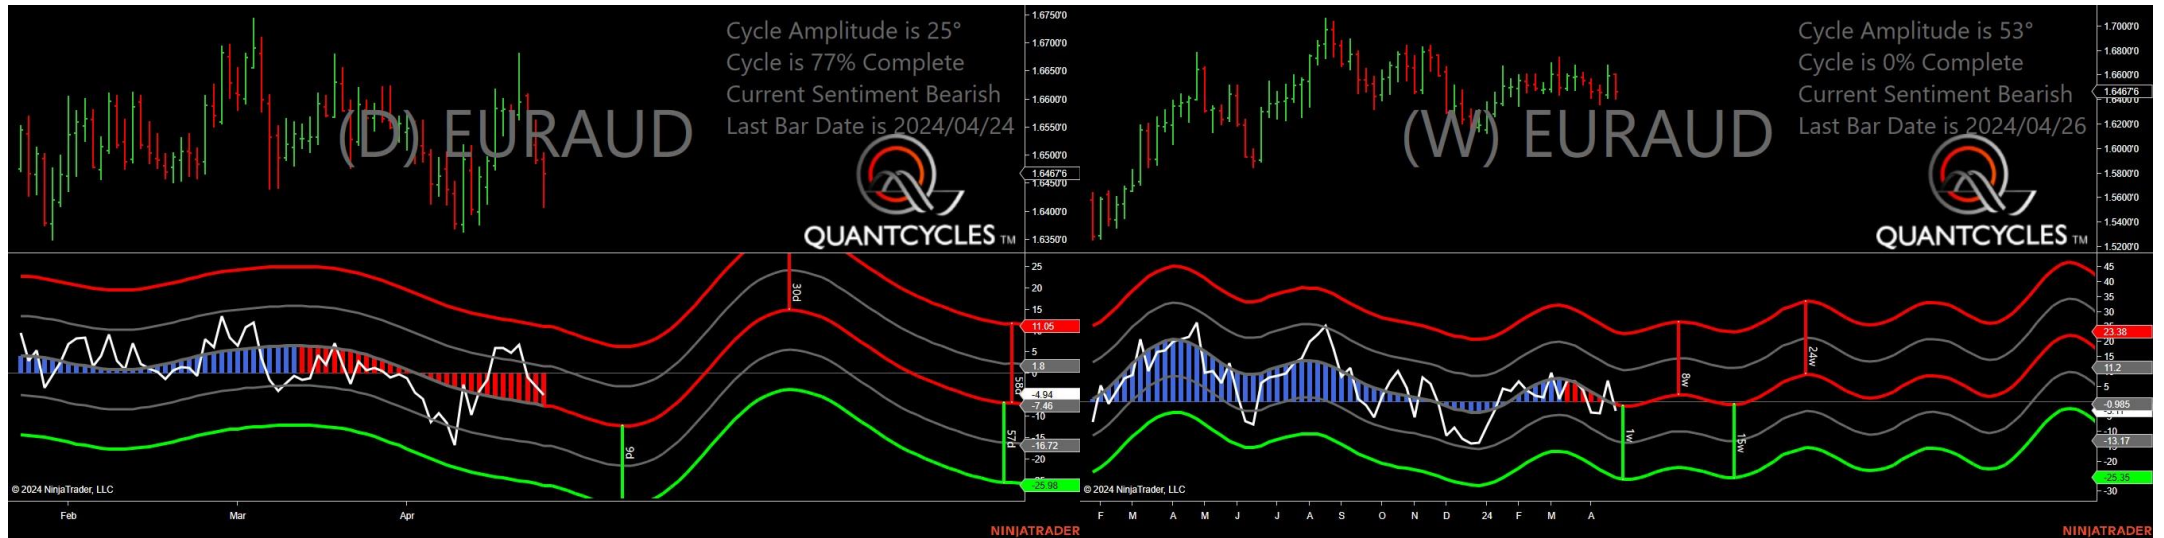 Cycle Amplitude is 25°
Cycle is 77% Complete
Current Sentiment Bearish
Last Bar Date is 2024/04/24
(D) EURAUD
QUANTCYCLES TM
1.6750'0
1.6700'0
1.6650'0
1.6600'0
1.6550'0
1.6500'0
1.6467'6
1.6450'0
1.6400'0
1.6350'0
25
20
15
11.05
5
1.8
-4.94
-7.46
-10
-15
-16.72
-20
-25.98
30d
9d
58d
57d
© 2024 NinjaTrader, LLC
Feb Mar Apr
NINJATRADER
Cycle Amplitude is 53°
Cycle is 0% Complete
Current Sentiment Bearish
Last Bar Date is 2024/04/26
(W) EURAUD
QUANTCYCLES TM
1.7000'0
1.6800'0
1.6600'0
1.6467'6
1.6400'0
1.6200'0
1.6000'0
1.5800'0
1.5600'0
1.5400'0
1.5200'0
45
40
35
30
23.38
20
15
11.2
5
-0.985
-10
-13.17
-20
-25.35
-30
8w
24w
1w
15w
© 2024 NinjaTrader, LLC
F M A M J J A S O N D 24 F M A
NINJATRADER